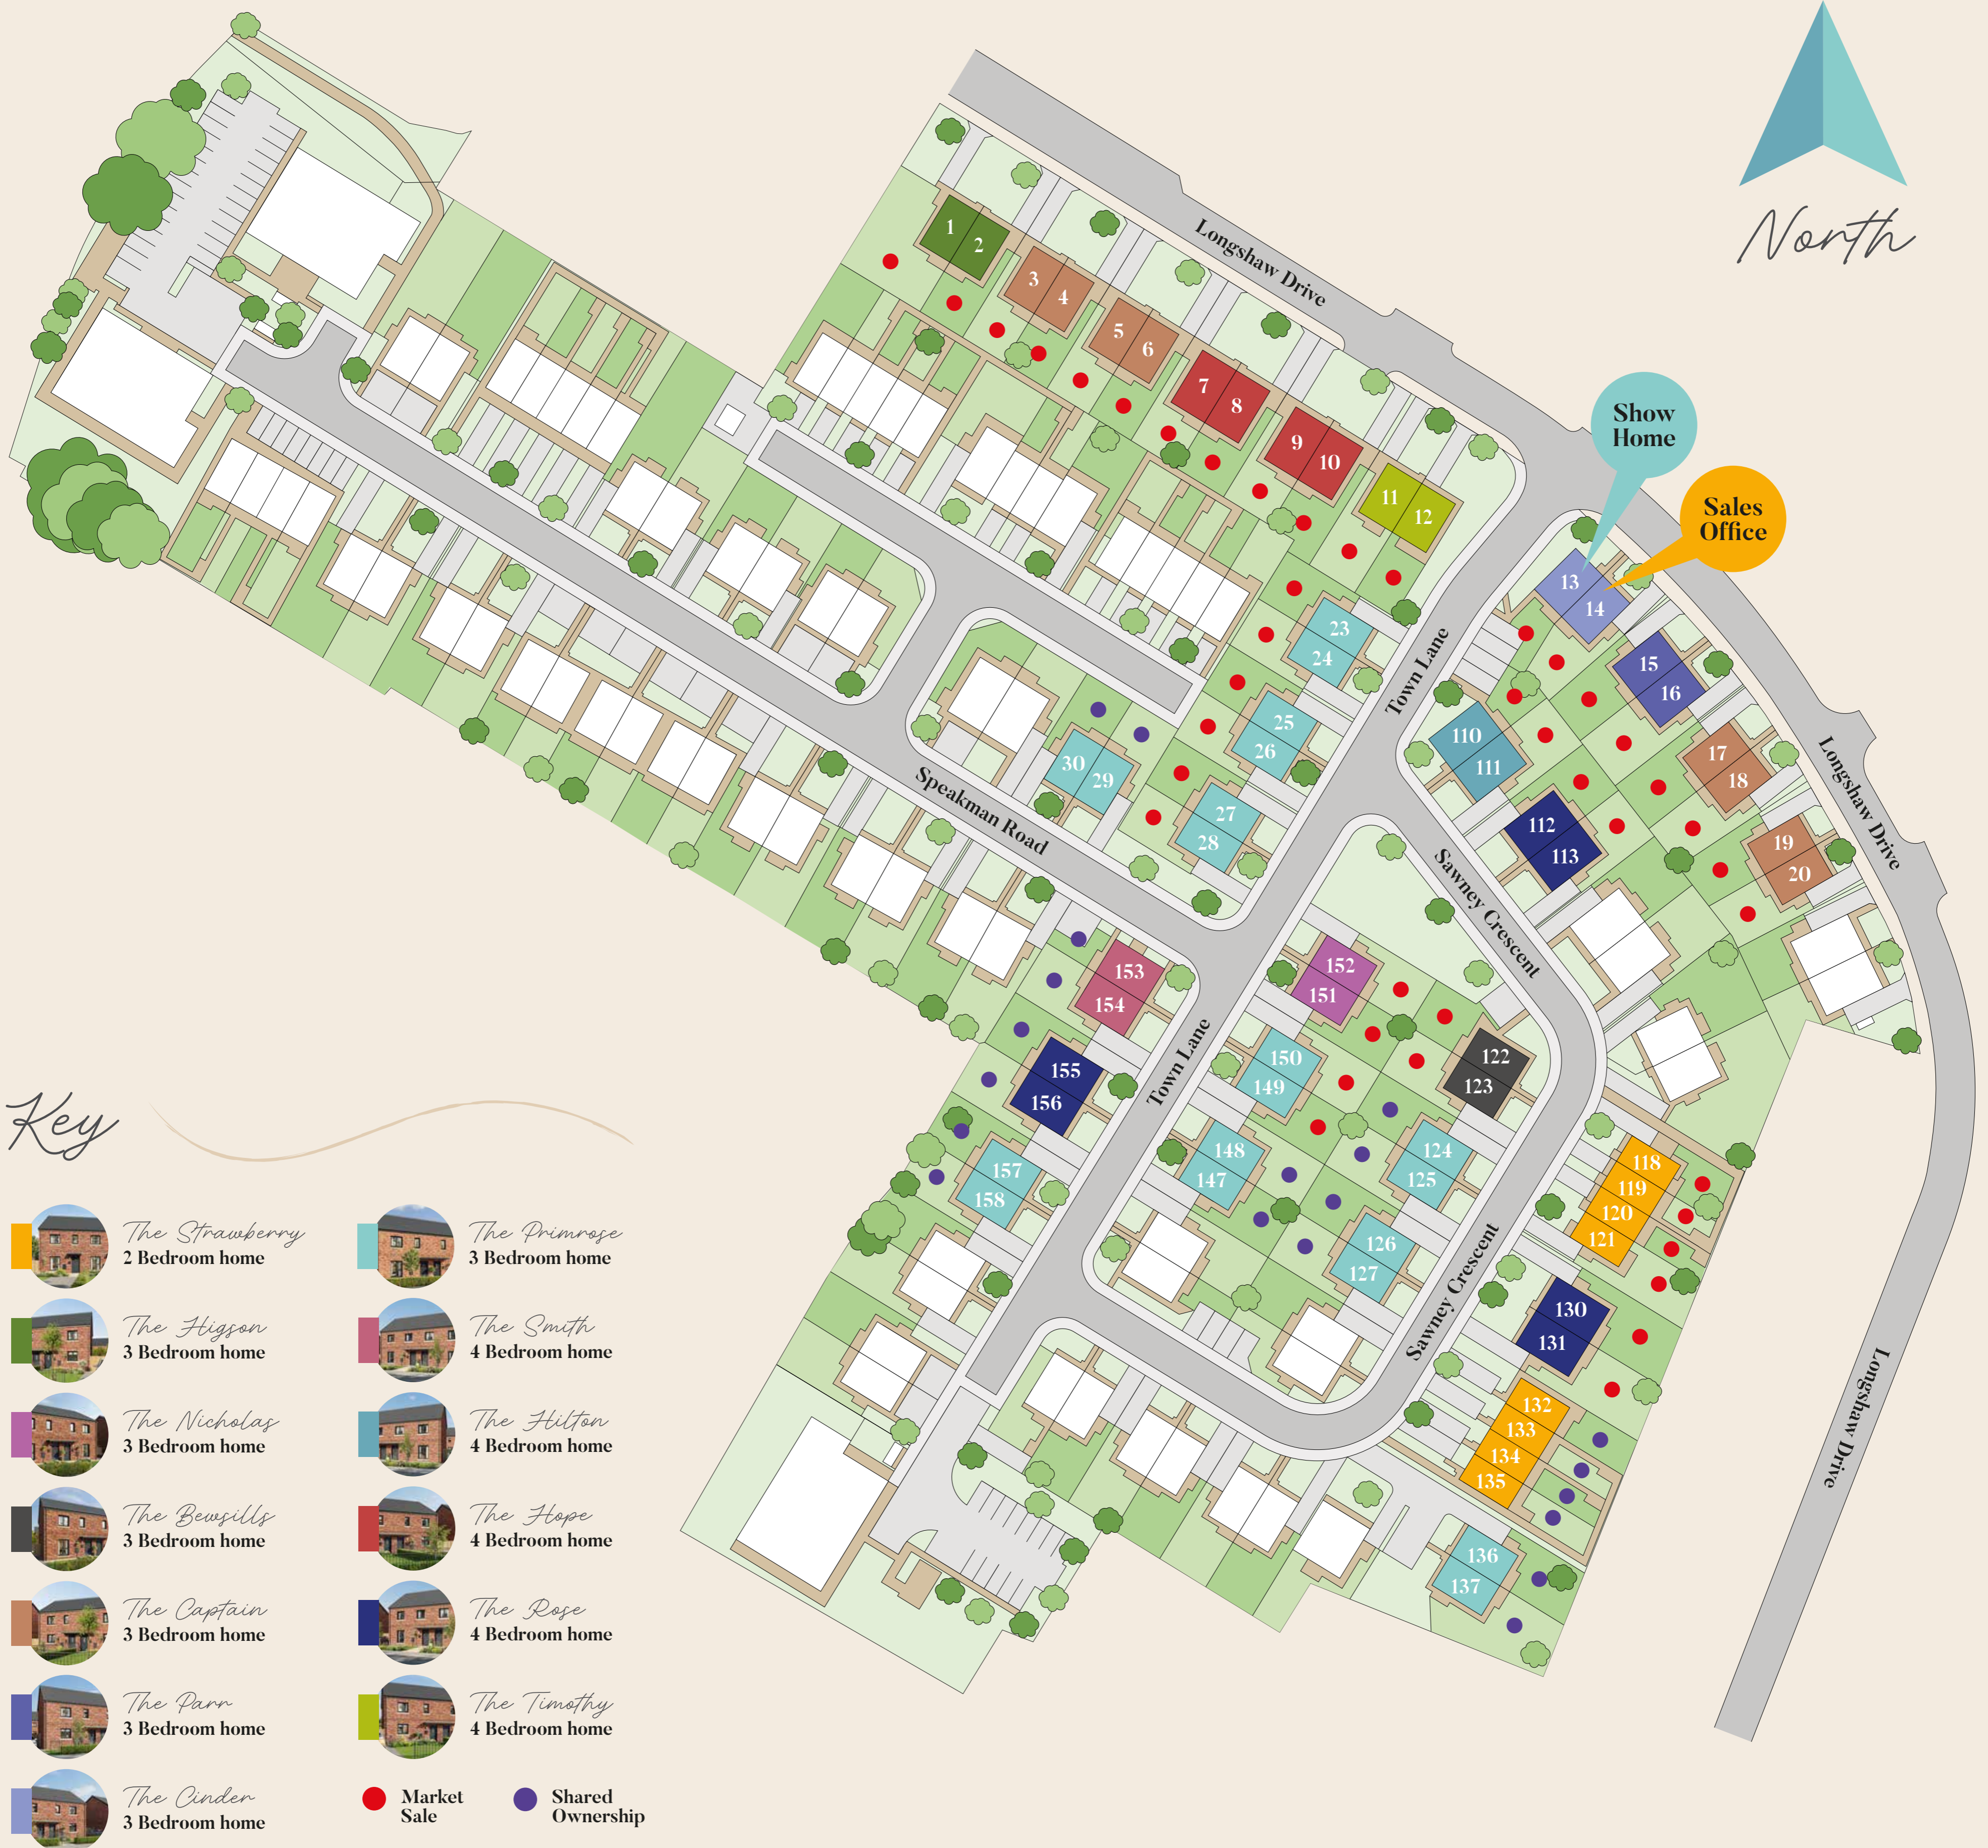 North
Longshaw Drive
1
2
3
4
5
6
7
8
9
10
11
12
Show
Home
Sales
Office
13
14
15
16
17
18
19
20
Longshaw Drive
23
24
25
26
27
28
30
29
Town Lane
110
111
112
113
Speakman Road
Sawney Crescent
153
154
152
151
155
156
150
149
122
123
Town Lane
157
158
148
147
124
125
126
127
118
119
120
121
Sawney Crescent
130
131
132
133
134
135
136
137
Longshaw Drive
Key
The Strawberry
2 Bedroom home
The Higson
3 Bedroom home
The Nicholas
3 Bedroom home
The Bewsills
3 Bedroom home
The Captain
3 Bedroom home
The Parr
3 Bedroom home
The Cinder
3 Bedroom home
The Primrose
3 Bedroom home
The Smith
4 Bedroom home
The Hilton
4 Bedroom home
The Hope
4 Bedroom home
The Rose
4 Bedroom home
The Timothy
4 Bedroom home
Market
Sale
Shared
Ownership